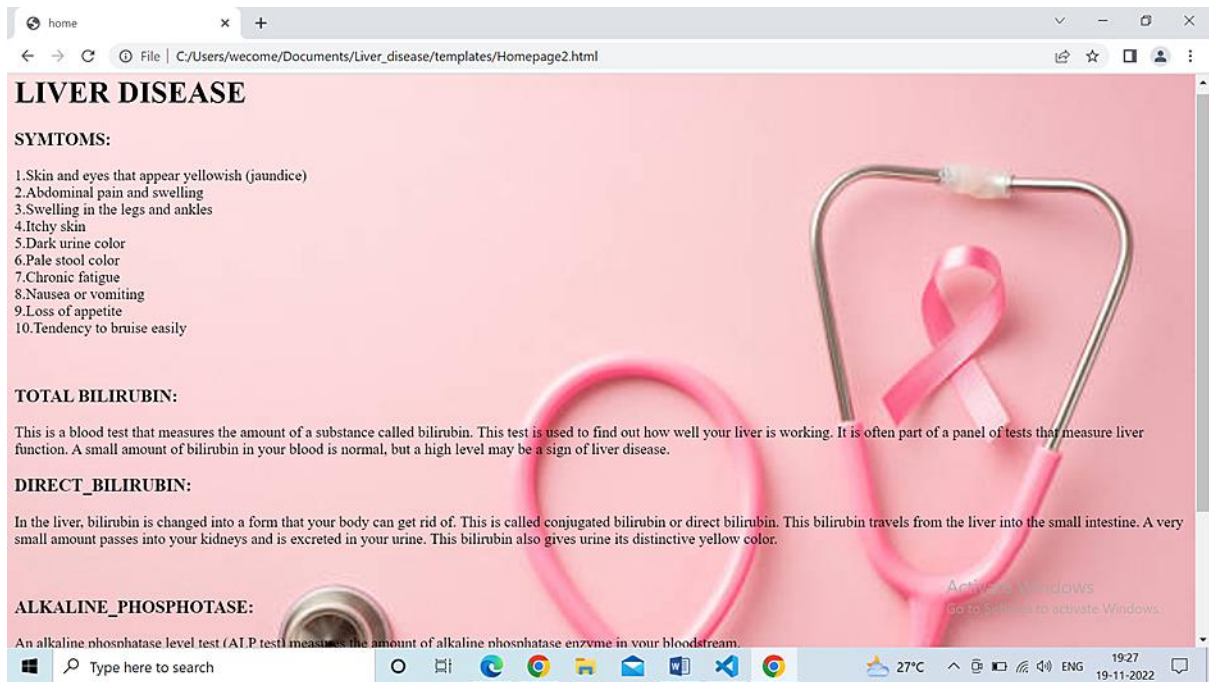 home
File | C:/Users/wecome/Documents/Liver_disease/templates/Homepage2.html
LIVER DISEASE
SYMTOMS:
1.Skin and eyes that appear yellowish (jaundice)
2.Abdominal pain and swelling
3.Swelling in the legs and ankles
4.Itchy skin
5.Dark urine color
6.Pale stool color
7.Chronic fatigue
8.Nausea or vomiting
9.Loss of appetite
10.Tendency to bruise easily
TOTAL BILIRUBIN:
This is a blood test that measures the amount of a substance called bilirubin. This test is used to find out how well your liver is working. It is often part of a panel of tests that measure liver
function. A small amount of bilirubin in your blood is normal, but a high level may be a sign of liver disease.
DIRECT_BILIRUBIN:
In the liver, bilirubin is changed into a form that your body can get rid of. This is called conjugated bilirubin or direct bilirubin. This bilirubin travels from the liver into the small intestine. A very
small amount passes into your kidneys and is excreted in your urine. This bilirubin also gives urine its distinctive yellow color.
Activate Windows
Go to Settings to activate Windows.
ALKALINE_PHOSPHOTASE:
An alkaline phosphatase level test (ALP test) measures the amount of alkaline phosphatase enzyme in your bloodstream.
Type here to search
27°C
ENG
19:27
19-11-2022